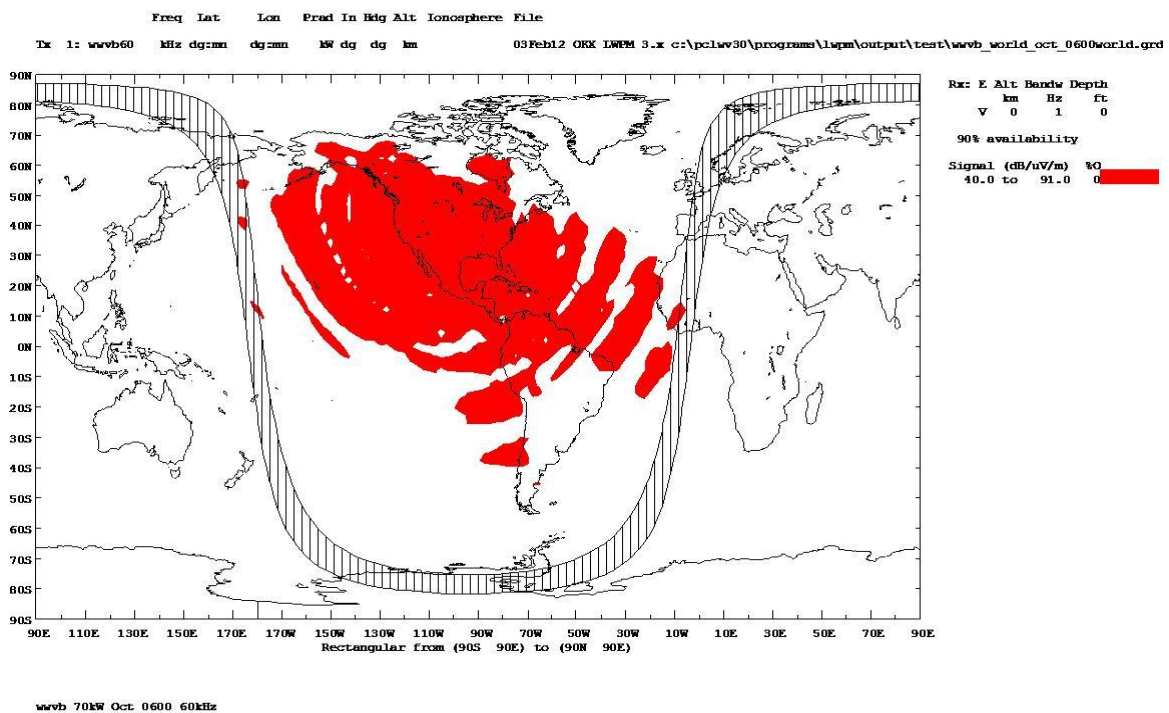 Freq Lat Lon Prad In Hdg Alt Ionosphere File
Tx 1: wwvb60 kHz dg:mn dg:mn kW dg dg km 03Feb12 OKX LWPM 3.x c:\pclwv30\programs\lwpm\output\test\wwvb_world_oct_0600world.grd
90N
80N
70N
60N
50N
40N
30N
20N
10N
0N
10S
20S
30S
40S
50S
60S
70S
80S
90S
90E 110E 130E 150E 170E 170W 150W 130W 110W 90W 70W 50W 30W 10W 10E 30E 50E 70E 90E
Rectangular from (90S 90E) to (90N 90E)
Rx: E Alt Bandw Depth
km Hz ft
V 0 1 0
90% availability
Signal (dB/uV/m) %O
40.0 to 91.0 0
wwvb 70kW Oct 0600 60kHz